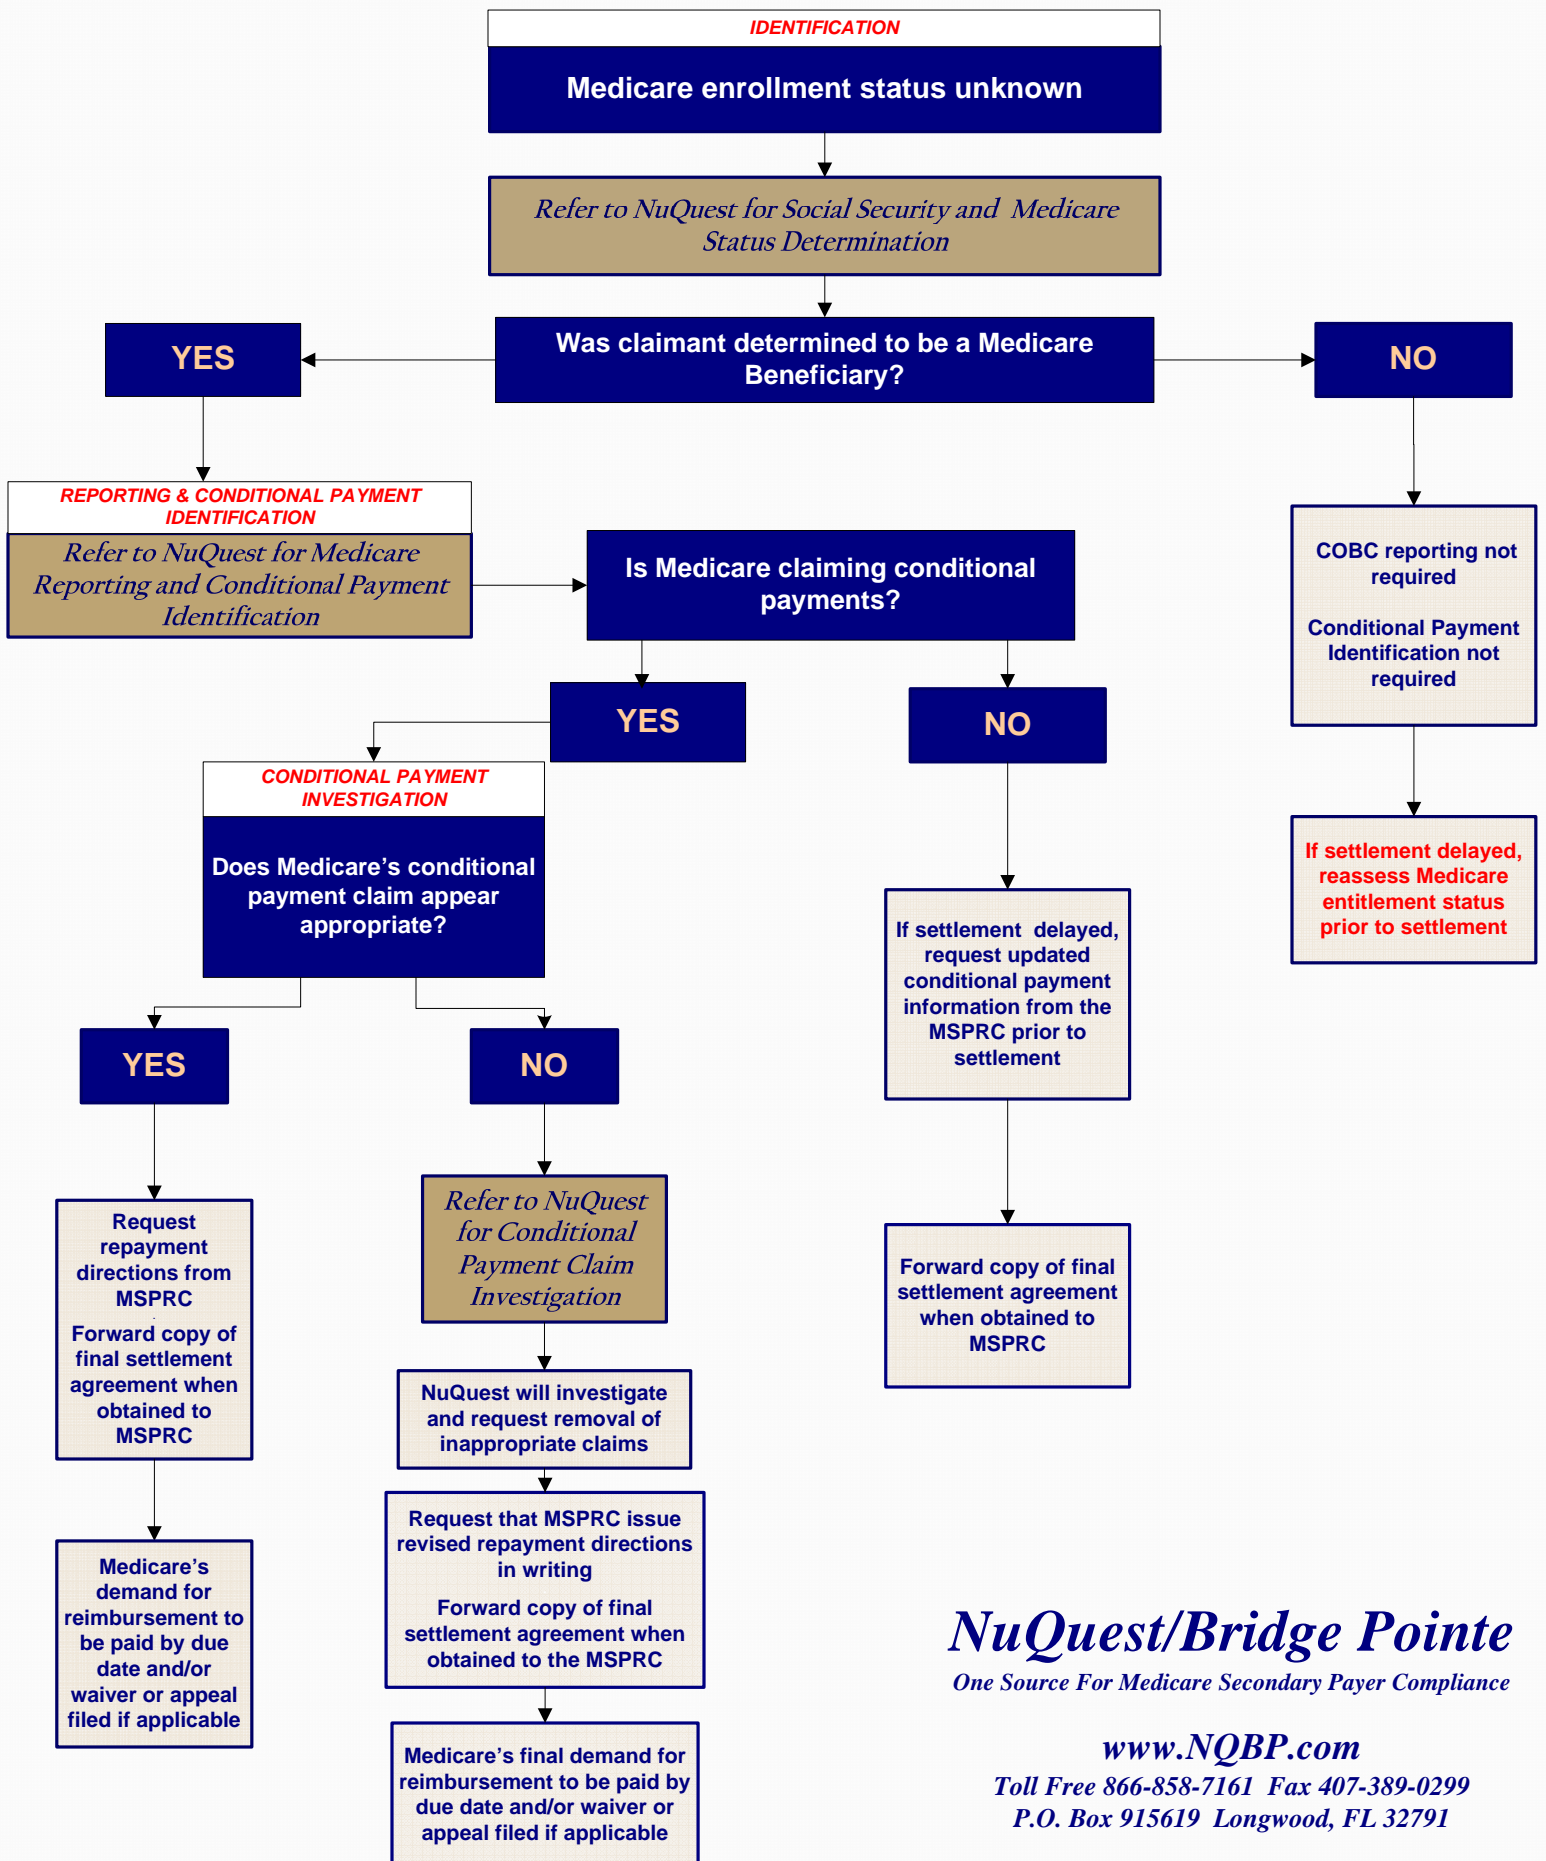 IDENTIFICATION
Medicare enrollment status unknown
Refer to NuQuest for Social Security and Medicare
Status Determination
YES
Was claimant determined to be a Medicare
Beneficiary?
NO
REPORTING & CONDITIONAL PAYMENT
IDENTIFICATION
Refer to NuQuest for Medicare
Reporting and Conditional Payment
Identification
Is Medicare claiming conditional
payments?
COBC reporting not
required
Conditional Payment
Identification not
required
YES
NO
CONDITIONAL PAYMENT
INVESTIGATION
Does Medicare’s conditional
payment claim appear
appropriate?
If settlement delayed,
reassess Medicare
entitlement status
prior to settlement
If settlement delayed,
request updated
conditional payment
information from the
MSPRC prior to
settlement
YES
NO
Request
repayment
directions from
MSPRC
Forward copy of
final settlement
agreement when
obtained to
MSPRC
Refer to NuQuest
for Conditional
Payment Claim
Investigation
Forward copy of final
settlement agreement
when obtained to
MSPRC
NuQuest will investigate
and request removal of
inappropriate claims
Request that MSPRC issue
revised repayment directions
in writing
Forward copy of final
settlement agreement when
obtained to the MSPRC
Medicare’s
demand for
reimbursement to
be paid by due
date and/or
waiver or appeal
filed if applicable
Medicare’s final demand for
reimbursement to be paid by
due date and/or waiver or
appeal filed if applicable
NuQuest/Bridge Pointe
One Source For Medicare Secondary Payer Compliance
www.NQBP.com
Toll Free 866-858-7161 Fax 407-389-0299
P.O. Box 915619 Longwood, FL 32791